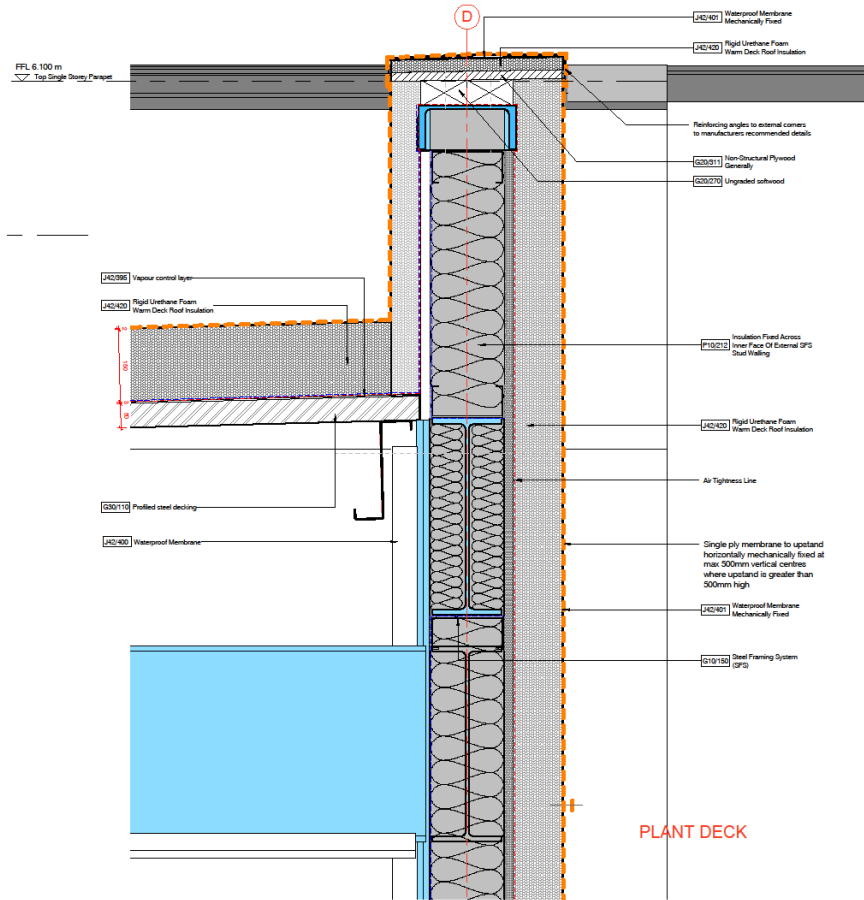 D
J42/401 Waterproof Membrane
Mechanically Fixed
J42/420 Rigid Urethane Foam
Warm Deck Roof Insulation
FFL 6.100 m
Top Single Storey Parapet
Reinforcing angles to external corners
to manufacturers recommended details
G20/311 Non-Structural Plywood
Generally
G20/270 Ungraded softwood
J42/395 Vapour control layer
J42/420 Rigid Urethane Foam
Warm Deck Roof Insulation
P10/212 Insulation Fixed Across
Inner Face Of External SFS
Stud Walling
150
50
J42/420 Rigid Urethane Foam
Warm Deck Roof Insulation
Air Tightness Line
G30/110 Profiled steel decking
J42/400 Waterproof Membrane
Single ply membrane to upstand
horizontally mechanically fixed at
max 500mm vertical centres
where upstand is greater than
500mm high
J42/401 Waterproof Membrane
Mechanically Fixed
G10/150 Steel Framing System
(SFS)
PLANT DECK